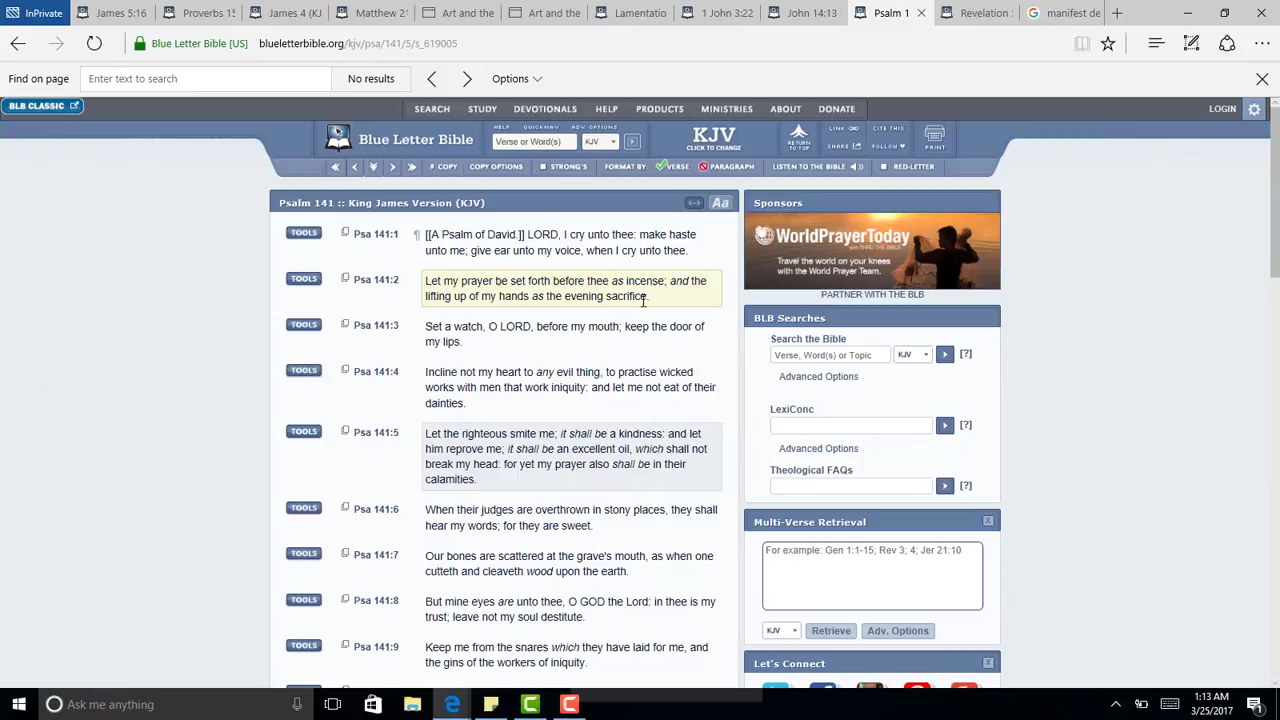 InPrivate
James 5:16
Proverbs 15
James 4 (KJ
Matthew 21
Art and the
Art and the
Lamentatio
1 John 3:22
John 14:13
Psalm 1
Revelation
manifest de
Blue Letter Bible [US] blueletterbible.org/kjv/psa/141/5/s_619005
Find on page Enter text to search No results Options
BLB CLASSIC
SEARCH STUDY DEVOTIONALS HELP PRODUCTS MINISTRIES ABOUT DONATE LOGIN
Blue Letter Bible
HELP QUICKNAV ADV. OPTIONS
Verse or Word(s) KJV
KJV
CLICK TO CHANGE
RETURN
TO TOP
LINK
SHARE
CITE THIS
FOLLOW
PRINT
COPY COPY OPTIONS STRONG'S FORMAT BY: VERSE PARAGRAPH LISTEN TO THE BIBLE RED-LETTER
Psalm 141 :: King James Version (KJV) Aa
TOOLS Psa 141:1 ¶ [[A Psalm of David.]] LORD, I cry unto thee: make haste
unto me; give ear unto my voice, when I cry unto thee.
TOOLS Psa 141:2 Let my prayer be set forth before thee as incense; and the
lifting up of my hands as the evening sacrifice.
TOOLS Psa 141:3 Set a watch, O LORD, before my mouth; keep the door of
my lips.
TOOLS Psa 141:4 Incline not my heart to any evil thing, to practise wicked
works with men that work iniquity: and let me not eat of their
dainties.
TOOLS Psa 141:5 Let the righteous smite me; it shall be a kindness: and let
him reprove me; it shall be an excellent oil, which shall not
break my head: for yet my prayer also shall be in their
calamities.
TOOLS Psa 141:6 When their judges are overthrown in stony places, they shall
hear my words; for they are sweet.
TOOLS Psa 141:7 Our bones are scattered at the grave's mouth, as when one
cutteth and cleaveth wood upon the earth.
TOOLS Psa 141:8 But mine eyes are unto thee, O GOD the Lord: in thee is my
trust; leave not my soul destitute.
TOOLS Psa 141:9 Keep me from the snares which they have laid for me, and
the gins of the workers of iniquity.
Sponsors
WorldPrayerToday
Travel the world on your knees
with the World Prayer Team.
PARTNER WITH THE BLB
BLB Searches
Search the Bible
Verse, Word(s) or Topic KJV [?]
Advanced Options
LexiConc
[?]
Advanced Options
Theological FAQs
[?]
Multi-Verse Retrieval x
For example: Gen 1:1-15; Rev 3; 4; Jer 21:10
KJV Retrieve Adv. Options
Let's Connect x
Ask me anything
1:13 AM
3/25/2017